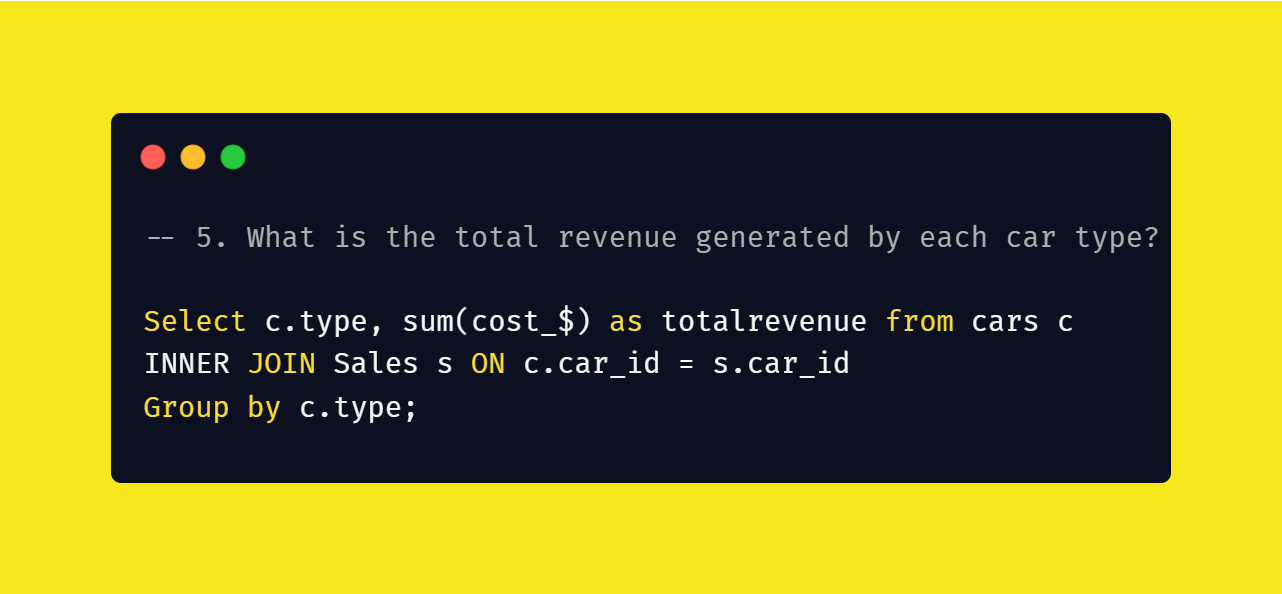 -- 5. What is the total revenue generated by each car type?
Select c.type, sum(cost_$) as totalrevenue from cars c
INNER JOIN Sales s ON c.car_id = s.car_id
Group by c.type;